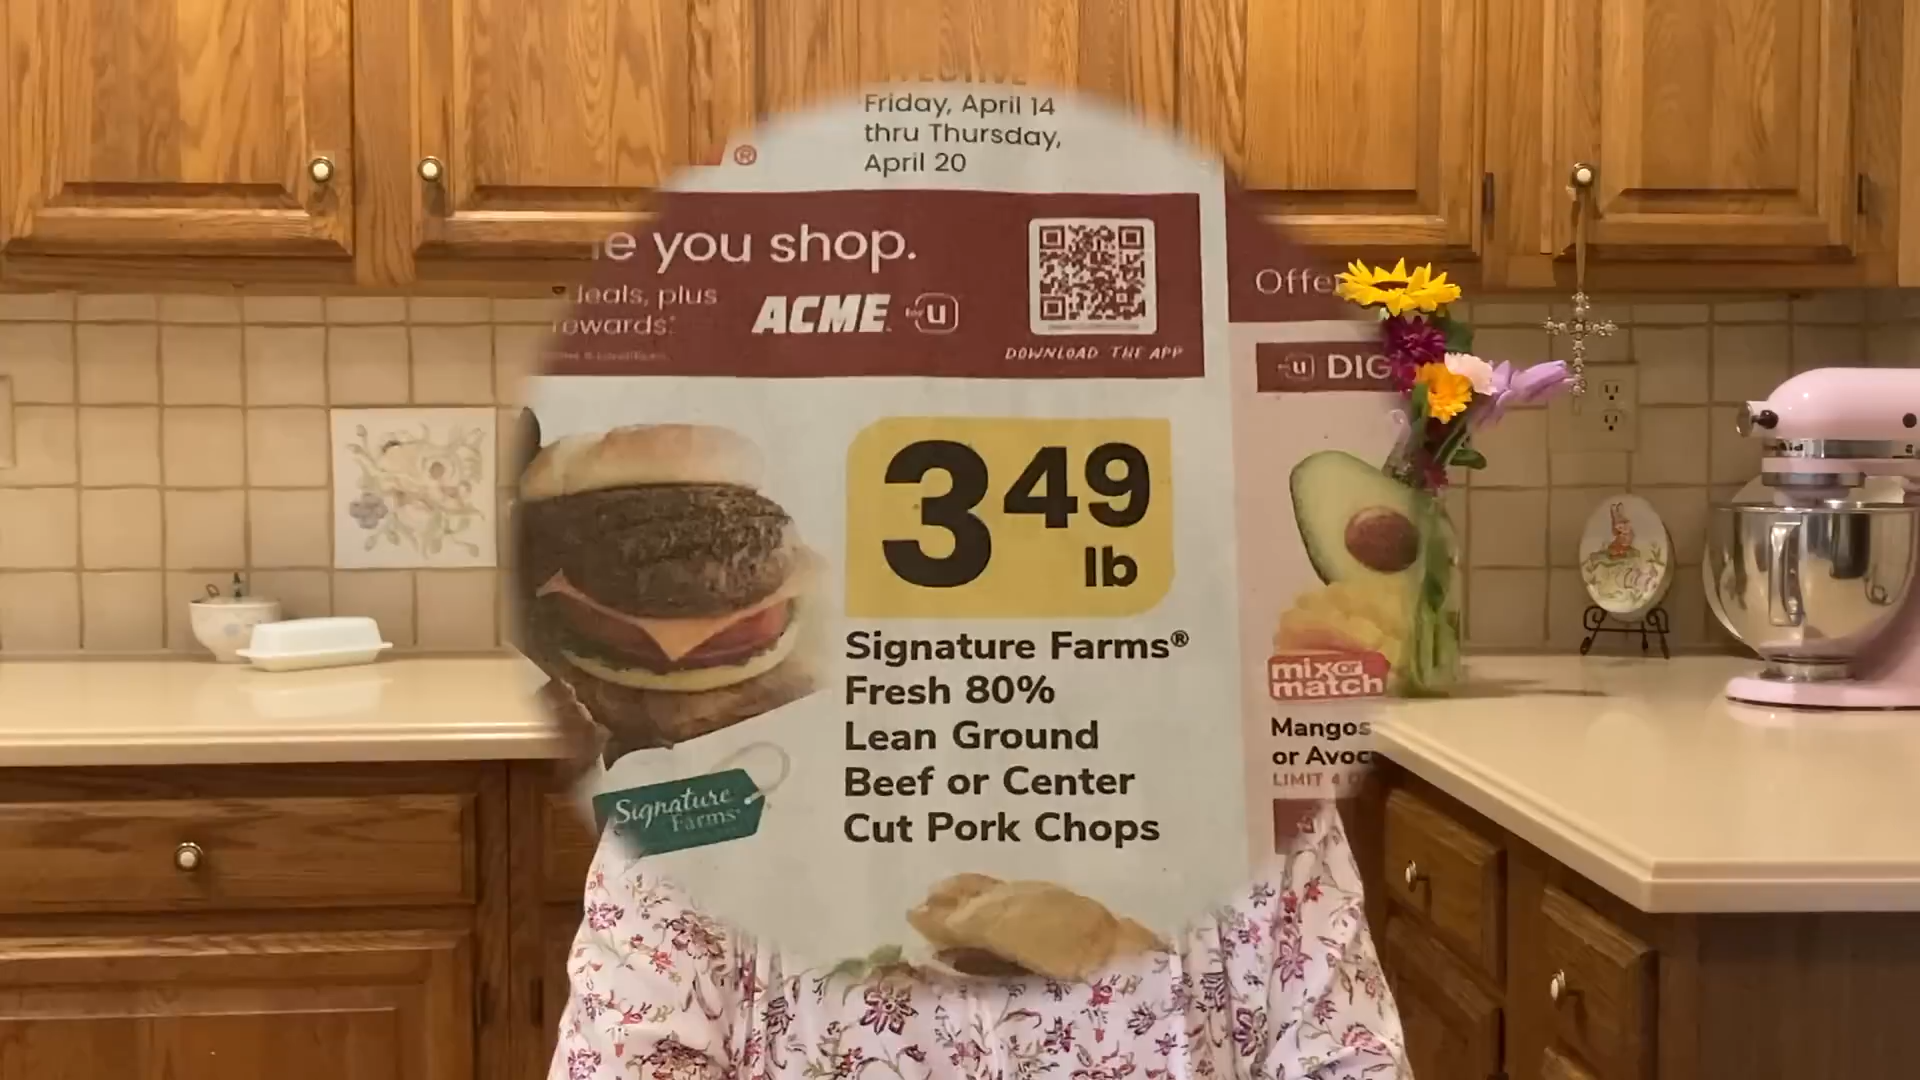 Friday, April 14
thru Thursday,
April 20
you shop.
deals, plus
rewards.
ACME
for U
DOWNLOAD THE APP
3 49
lb
Signature Farms®
Fresh 80%
Lean Ground
Beef or Center
Cut Pork Chops
Signature
Farms
u DIG
mix or
match
Mangos
or
LIMIT 4